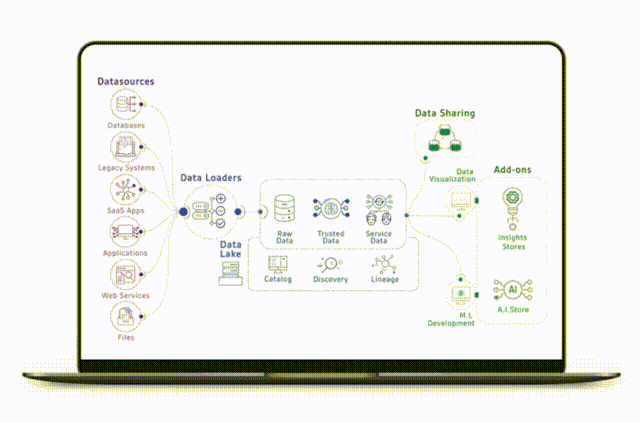 Datasources
Databases
Legacy Systems
SaaS Apps
Applications
Web Services
Files
Data Loaders
Data
Lake
Raw
Data
Trusted
Data
Service
Data
Catalog
Discovery
Lineage
Data Sharing
Data
Visualization
M L
Development
Add-ons
Insights
Stores
AI
A.I.Store